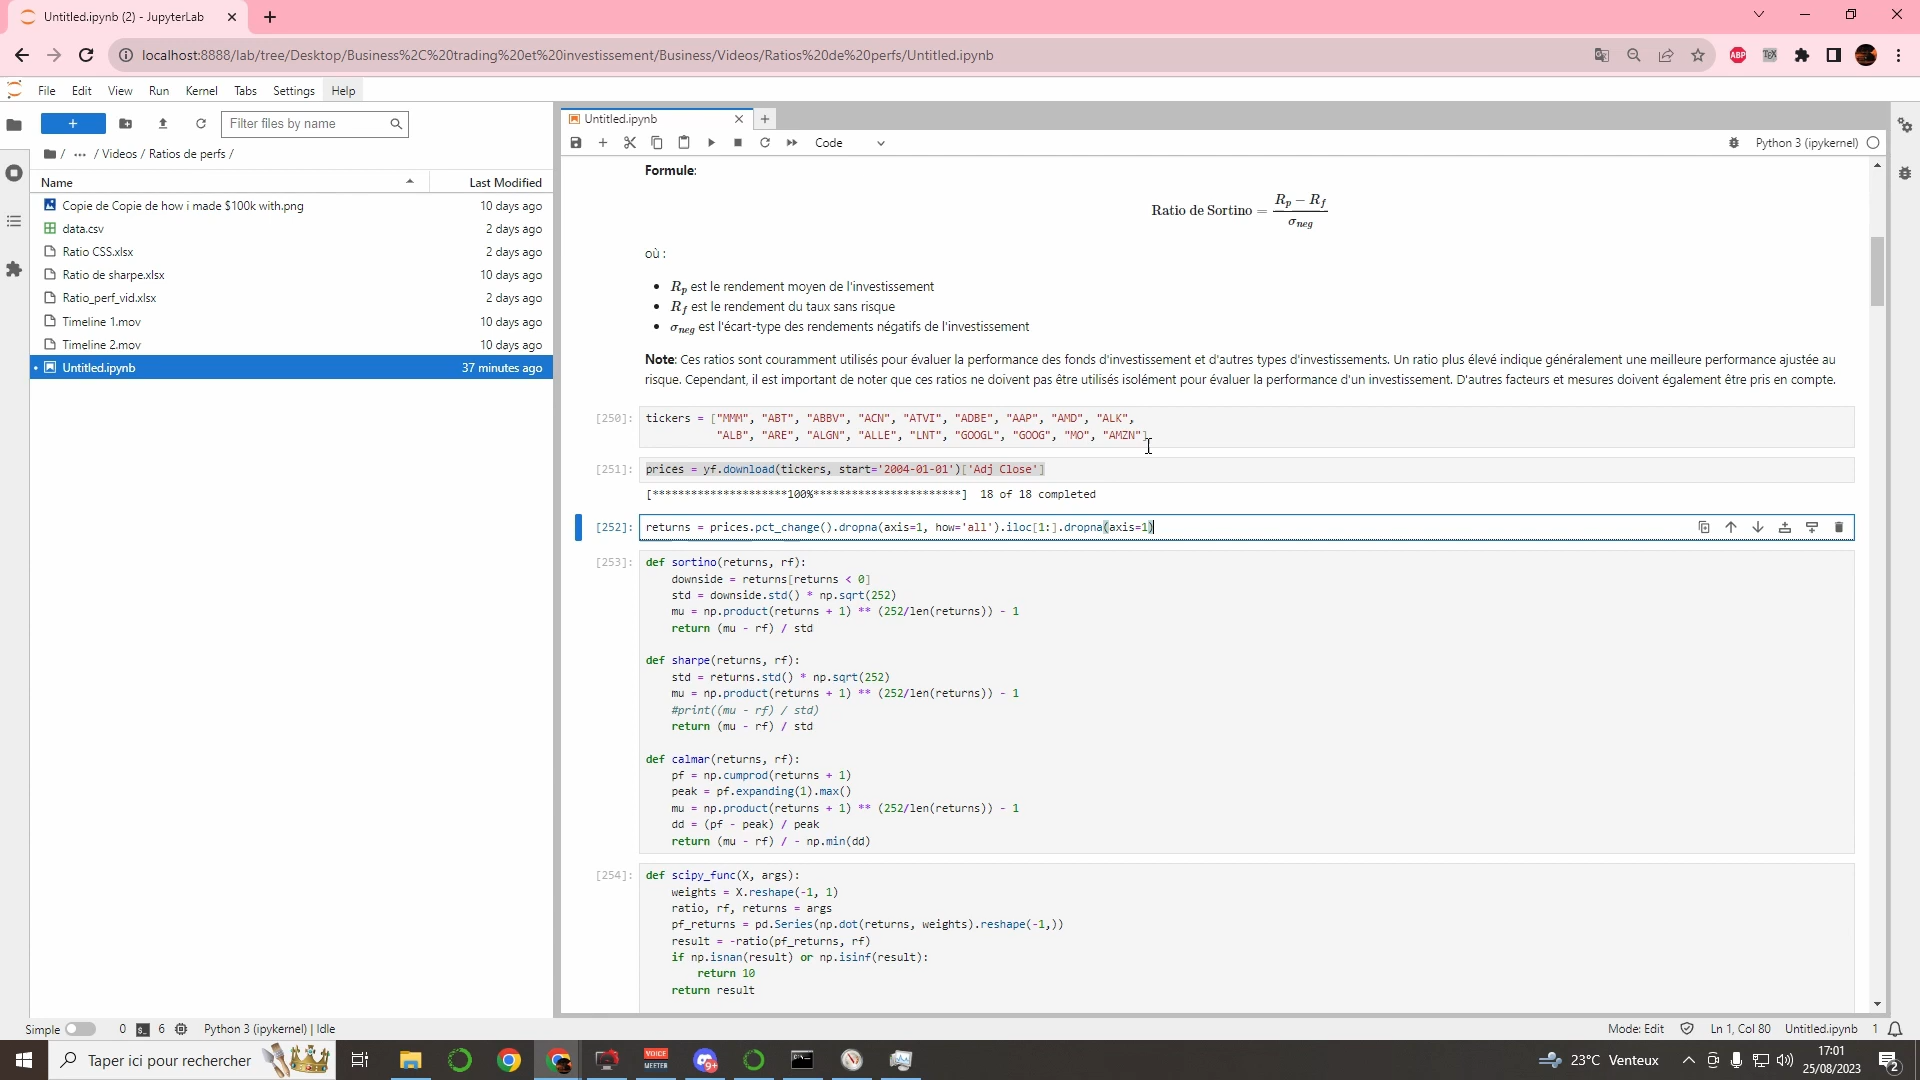 Untitled.ipynb (2) - JupyterLab
localhost:8888/lab/tree/Desktop/Business%2C%20trading%20et%20investissement/Business/Videos/Ratios%20de%20perfs/Untitled.ipynb
File Edit View Run Kernel Tabs Settings Help
Filter files by name
/ ... / Videos / Ratios de perfs /
Name Last Modified
Copie de Copie de how i made $100k with.png 10 days ago
data.csv 2 days ago
Ratio CSS.xlsx 2 days ago
Ratio de sharpe.xlsx 10 days ago
Ratio_perf_vid.xlsx 2 days ago
Timeline 1.mov 10 days ago
Timeline 2.mov 10 days ago
Untitled.ipynb 37 minutes ago
Untitled.ipynb
Code Python 3 (ipykernel)
Formule:
Ratio de Sortino = (R_p − R_f) / σ_neg
où :
• R_p est le rendement moyen de l'investissement
• R_f est le rendement du taux sans risque
• σ_neg est l'écart-type des rendements négatifs de l'investissement
Note: Ces ratios sont couramment utilisés pour évaluer la performance des fonds d'investissement et d'autres types d'investissements. Un ratio plus élevé indique généralement une meilleure performance ajustée au
risque. Cependant, il est important de noter que ces ratios ne doivent pas être utilisés isolément pour évaluer la performance d'un investissement. D'autres facteurs et mesures doivent également être pris en compte.
[250]: tickers = ["MMM", "ABT", "ABBV", "ACN", "ATVI", "ADBE", "AAP", "AMD", "ALK",
"ALB", "ARE", "ALGN", "ALLE", "LNT", "GOOGL", "GOOG", "MO", "AMZN"]
[251]: prices = yf.download(tickers, start='2004-01-01')['Adj Close']
[*********************100%***********************] 18 of 18 completed
[252]: returns = prices.pct_change().dropna(axis=1, how='all').iloc[1:].dropna(axis=1)
[253]: def sortino(returns, rf):
downside = returns[returns < 0]
std = downside.std() * np.sqrt(252)
mu = np.product(returns + 1) ** (252/len(returns)) - 1
return (mu - rf) / std
def sharpe(returns, rf):
std = returns.std() * np.sqrt(252)
mu = np.product(returns + 1) ** (252/len(returns)) - 1
#print((mu - rf) / std)
return (mu - rf) / std
def calmar(returns, rf):
pf = np.cumprod(returns + 1)
peak = pf.expanding(1).max()
mu = np.product(returns + 1) ** (252/len(returns)) - 1
dd = (pf - peak) / peak
return (mu - rf) / - np.min(dd)
[254]: def scipy_func(X, args):
weights = X.reshape(-1, 1)
ratio, rf, returns = args
pf_returns = pd.Series(np.dot(returns, weights).reshape(-1,))
result = -ratio(pf_returns, rf)
if np.isnan(result) or np.isinf(result):
return 10
return result
Simple 0 6 Python 3 (ipykernel) | Idle Mode: Edit Ln 1, Col 80 Untitled.ipynb 1
Taper ici pour rechercher
VOICE
MEETER
9+
23°C Venteux
17:01
25/08/2023
2
ABP